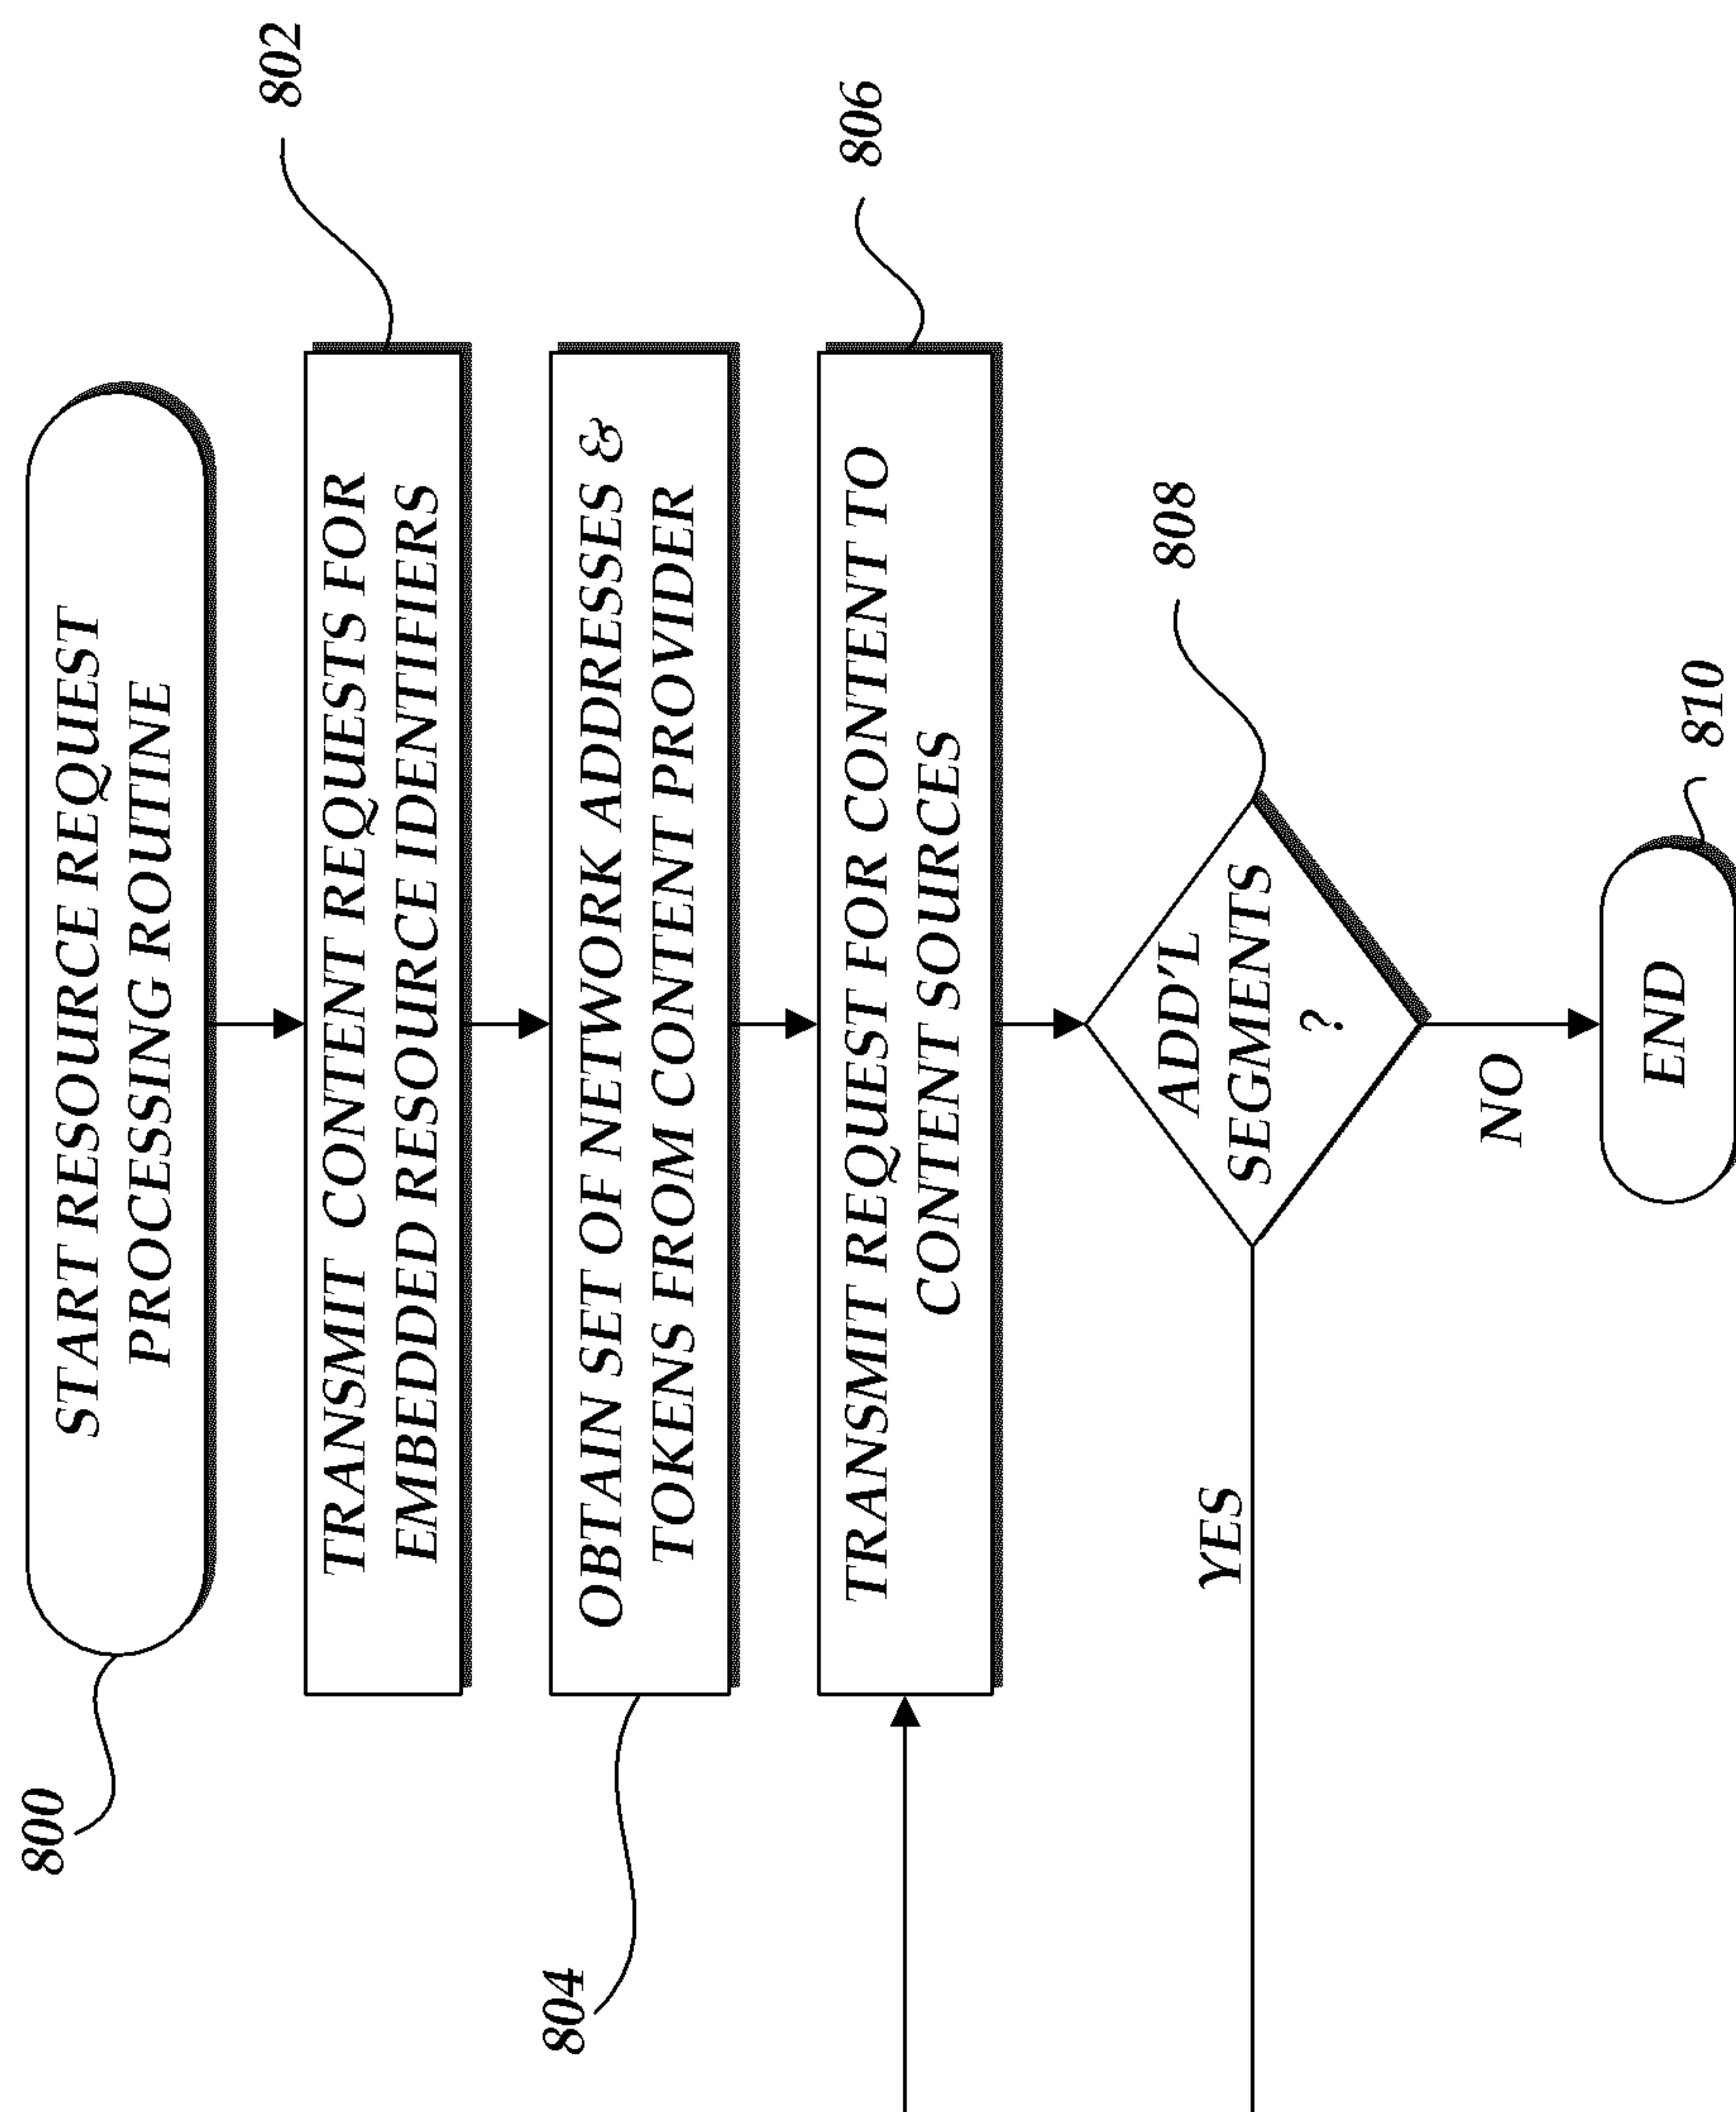 800
START RESOURCE REQUEST
PROCESSING ROUTINE
802
TRANSMIT CONTENT REQUESTS FOR
EMBEDDED RESOURCE IDENTIFIERS
804
OBTAIN SET OF NETWORK ADDRESSES &
TOKENS FROM CONTENT PROVIDER
806
TRANSMIT REQUEST FOR CONTENT TO
CONTENT SOURCES
808
ADD'L
SEGMENTS
?
YES
NO
810
END